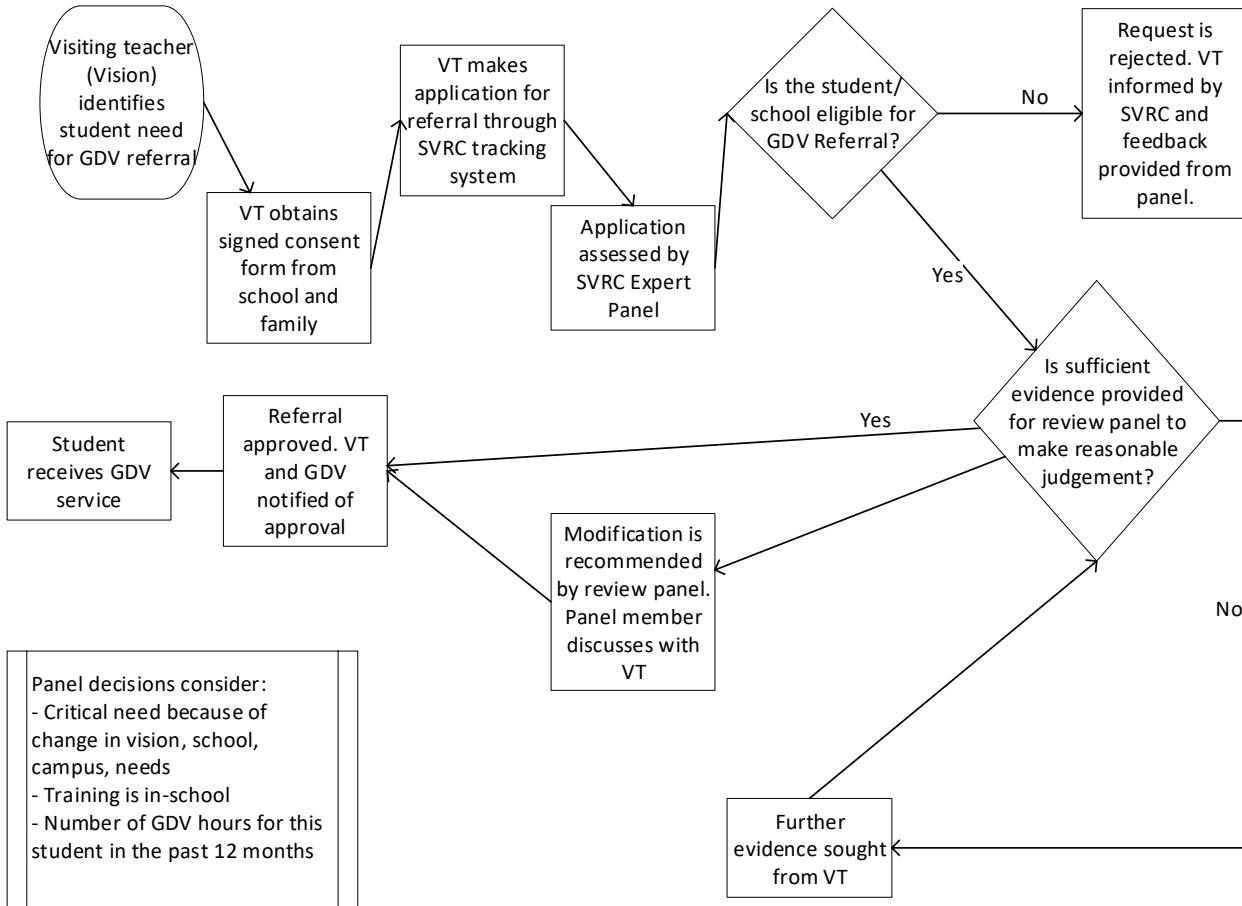 Visiting teacher
(Vision)
identifies
student need
for GDV referral
VT obtains
signed consent
form from
school and
family
VT makes
application for
referral through
SVRC tracking
system
Application
assessed by
SVRC Expert
Panel
Is the student/
school eligible for
GDV Referral?
No
Request is
rejected. VT
informed by
SVRC and
feedback
provided from
panel.
Yes
Is sufficient
evidence provided
for review panel to
make reasonable
judgement?
Yes
Referral
approved. VT
and GDV
notified of
approval
Student
receives GDV
service
Modification is
recommended
by review panel.
Panel member
discusses with
VT
No
Further
evidence sought
from VT
Panel decisions consider:
- Critical need because of
change in vision, school,
campus, needs
- Training is in-school
- Number of GDV hours for this
student in the past 12 months